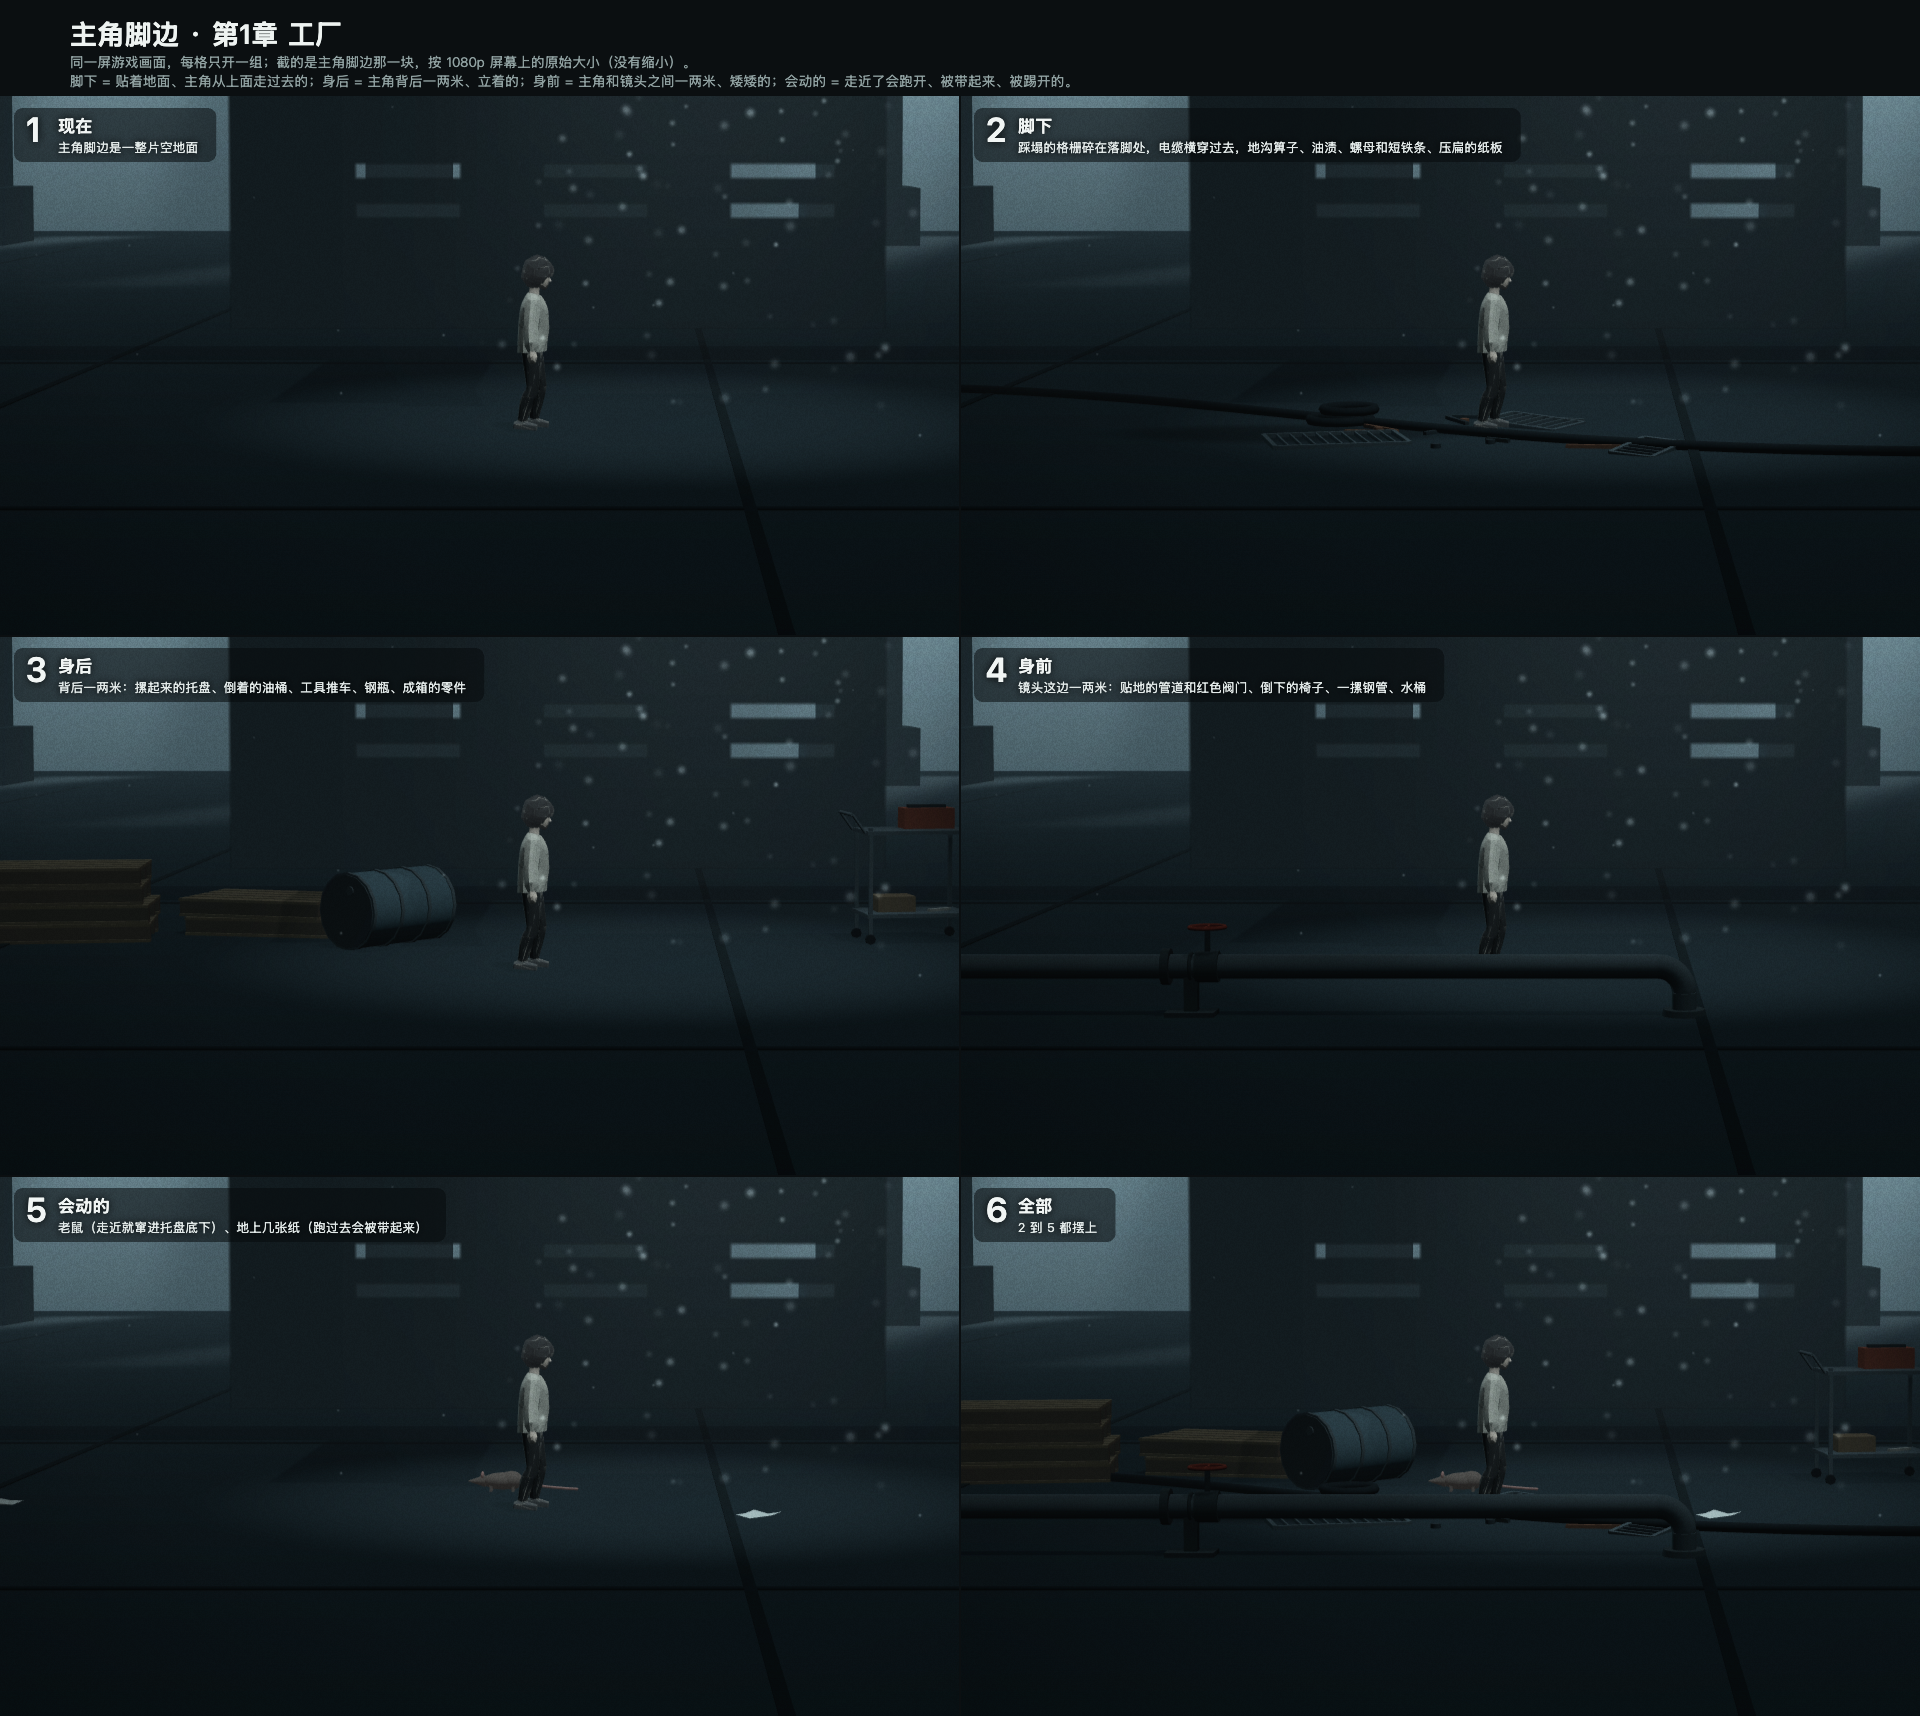 主角脚边 · 第1章 工厂
同一屏游戏画面，每格只开一组；截的是主角脚边那一块，按 1080p 屏幕上的原始大小（没有缩小）。
脚下 = 贴着地面、主角从上面走过去的；身后 = 主角背后一两米、立着的；身前 = 主角和镜头之间一两米、矮矮的；会动的 = 走近了会跑开、被带起来、被踢开的。
1 现在
主角脚边是一整片空地面
2 脚下
踩塌的格栅碎在落脚处，电缆横穿过去，地沟箅子、油渍、螺母和短铁条、压扁的纸板
3 身后
背后一两米：摞起来的托盘、倒着的油桶、工具推车、钢瓶、成箱的零件
4 身前
镜头这边一两米：贴地的管道和红色阀门、倒下的椅子、一摞钢管、水桶
5 会动的
老鼠（走近就窜进托盘底下）、地上几张纸（跑过去会被带起来）
6 全部
2 到 5 都摆上